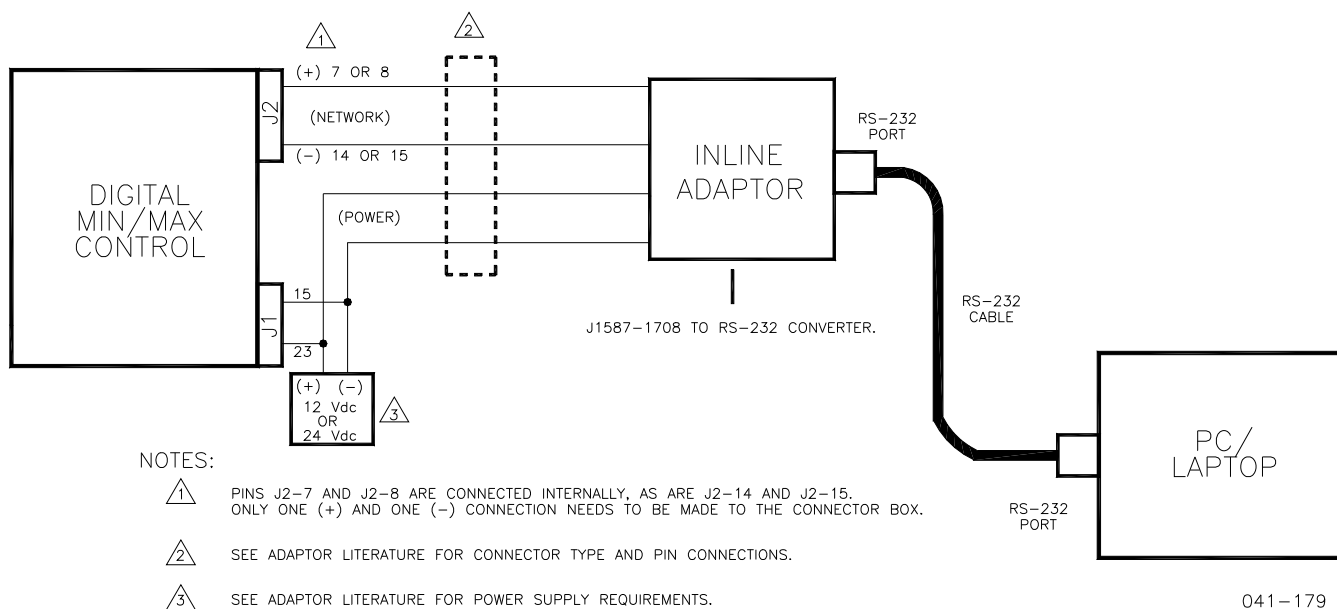 1
2
(+) 7 OR 8
J2
(NETWORK)
(-) 14 OR 15
DIGITAL
MIN/MAX
CONTROL
(POWER)
15
J1
23
(+) (-)
12 Vdc
OR
24 Vdc
3
INLINE
ADAPTOR
J1587-1708 TO RS-232 CONVERTER.
RS-232
PORT
RS-232
CABLE
PC/
LAPTOP
RS-232
PORT
NOTES:
1 PINS J2-7 AND J2-8 ARE CONNECTED INTERNALLY, AS ARE J2-14 AND J2-15.
ONLY ONE (+) AND ONE (-) CONNECTION NEEDS TO BE MADE TO THE CONNECTOR BOX.
2 SEE ADAPTOR LITERATURE FOR CONNECTOR TYPE AND PIN CONNECTIONS.
3 SEE ADAPTOR LITERATURE FOR POWER SUPPLY REQUIREMENTS.
041-179